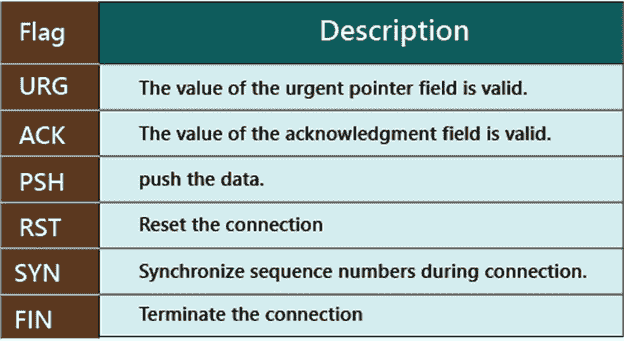 Flag Description
URG The value of the urgent pointer field is valid.
ACK The value of the acknowledgment field is valid.
PSH push the data.
RST Reset the connection
SYN Synchronize sequence numbers during connection.
FIN Terminate the connection